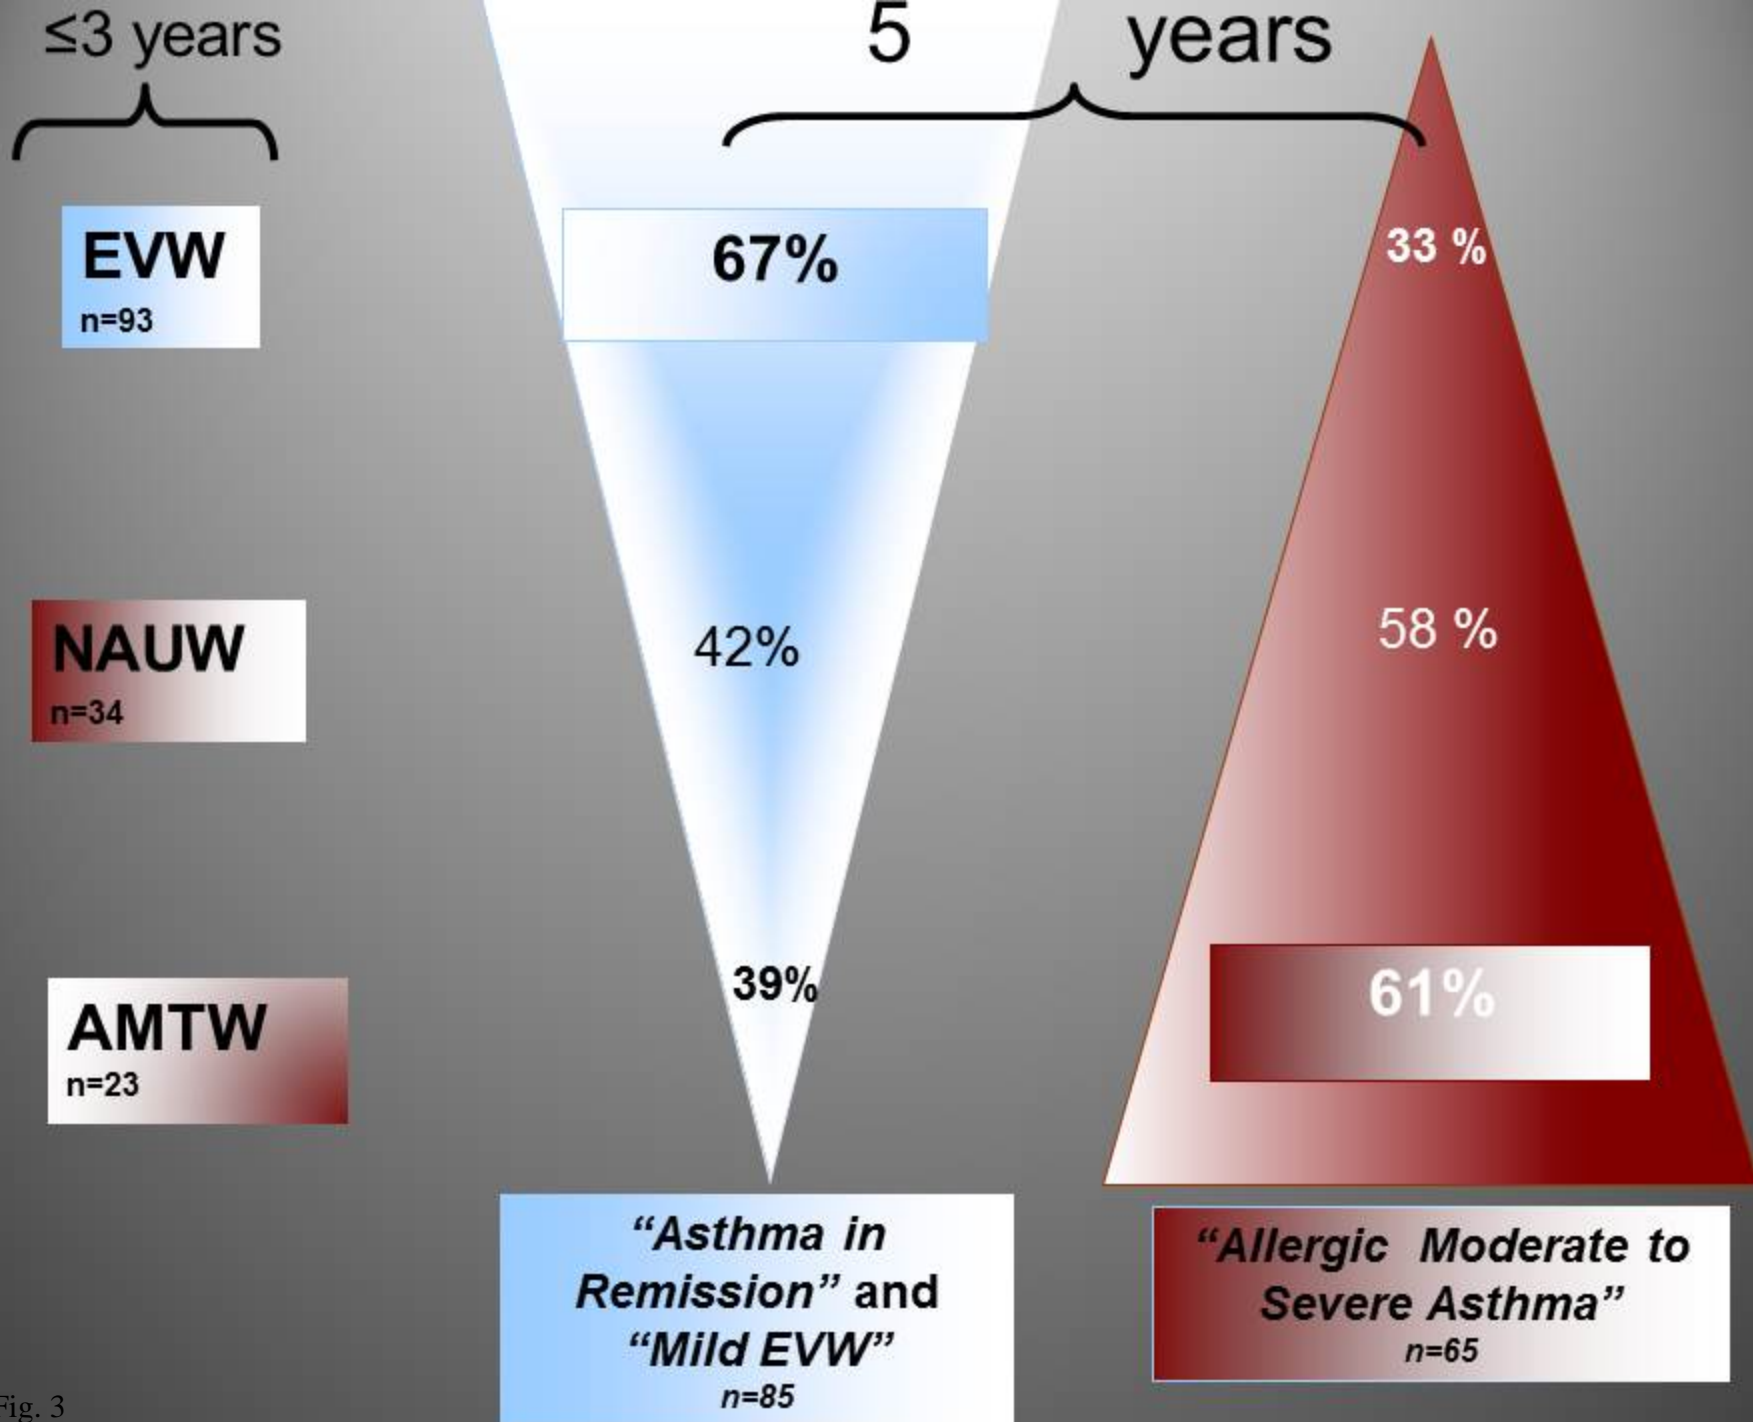 ≤3 years
5 years
EVW
n=93
67%
33 %
NAUW
n=34
42%
58 %
AMTW
n=23
39%
61%
“Asthma in
Remission” and
“Mild EVW”
n=85
“Allergic Moderate to
Severe Asthma”
n=65
Fig. 3